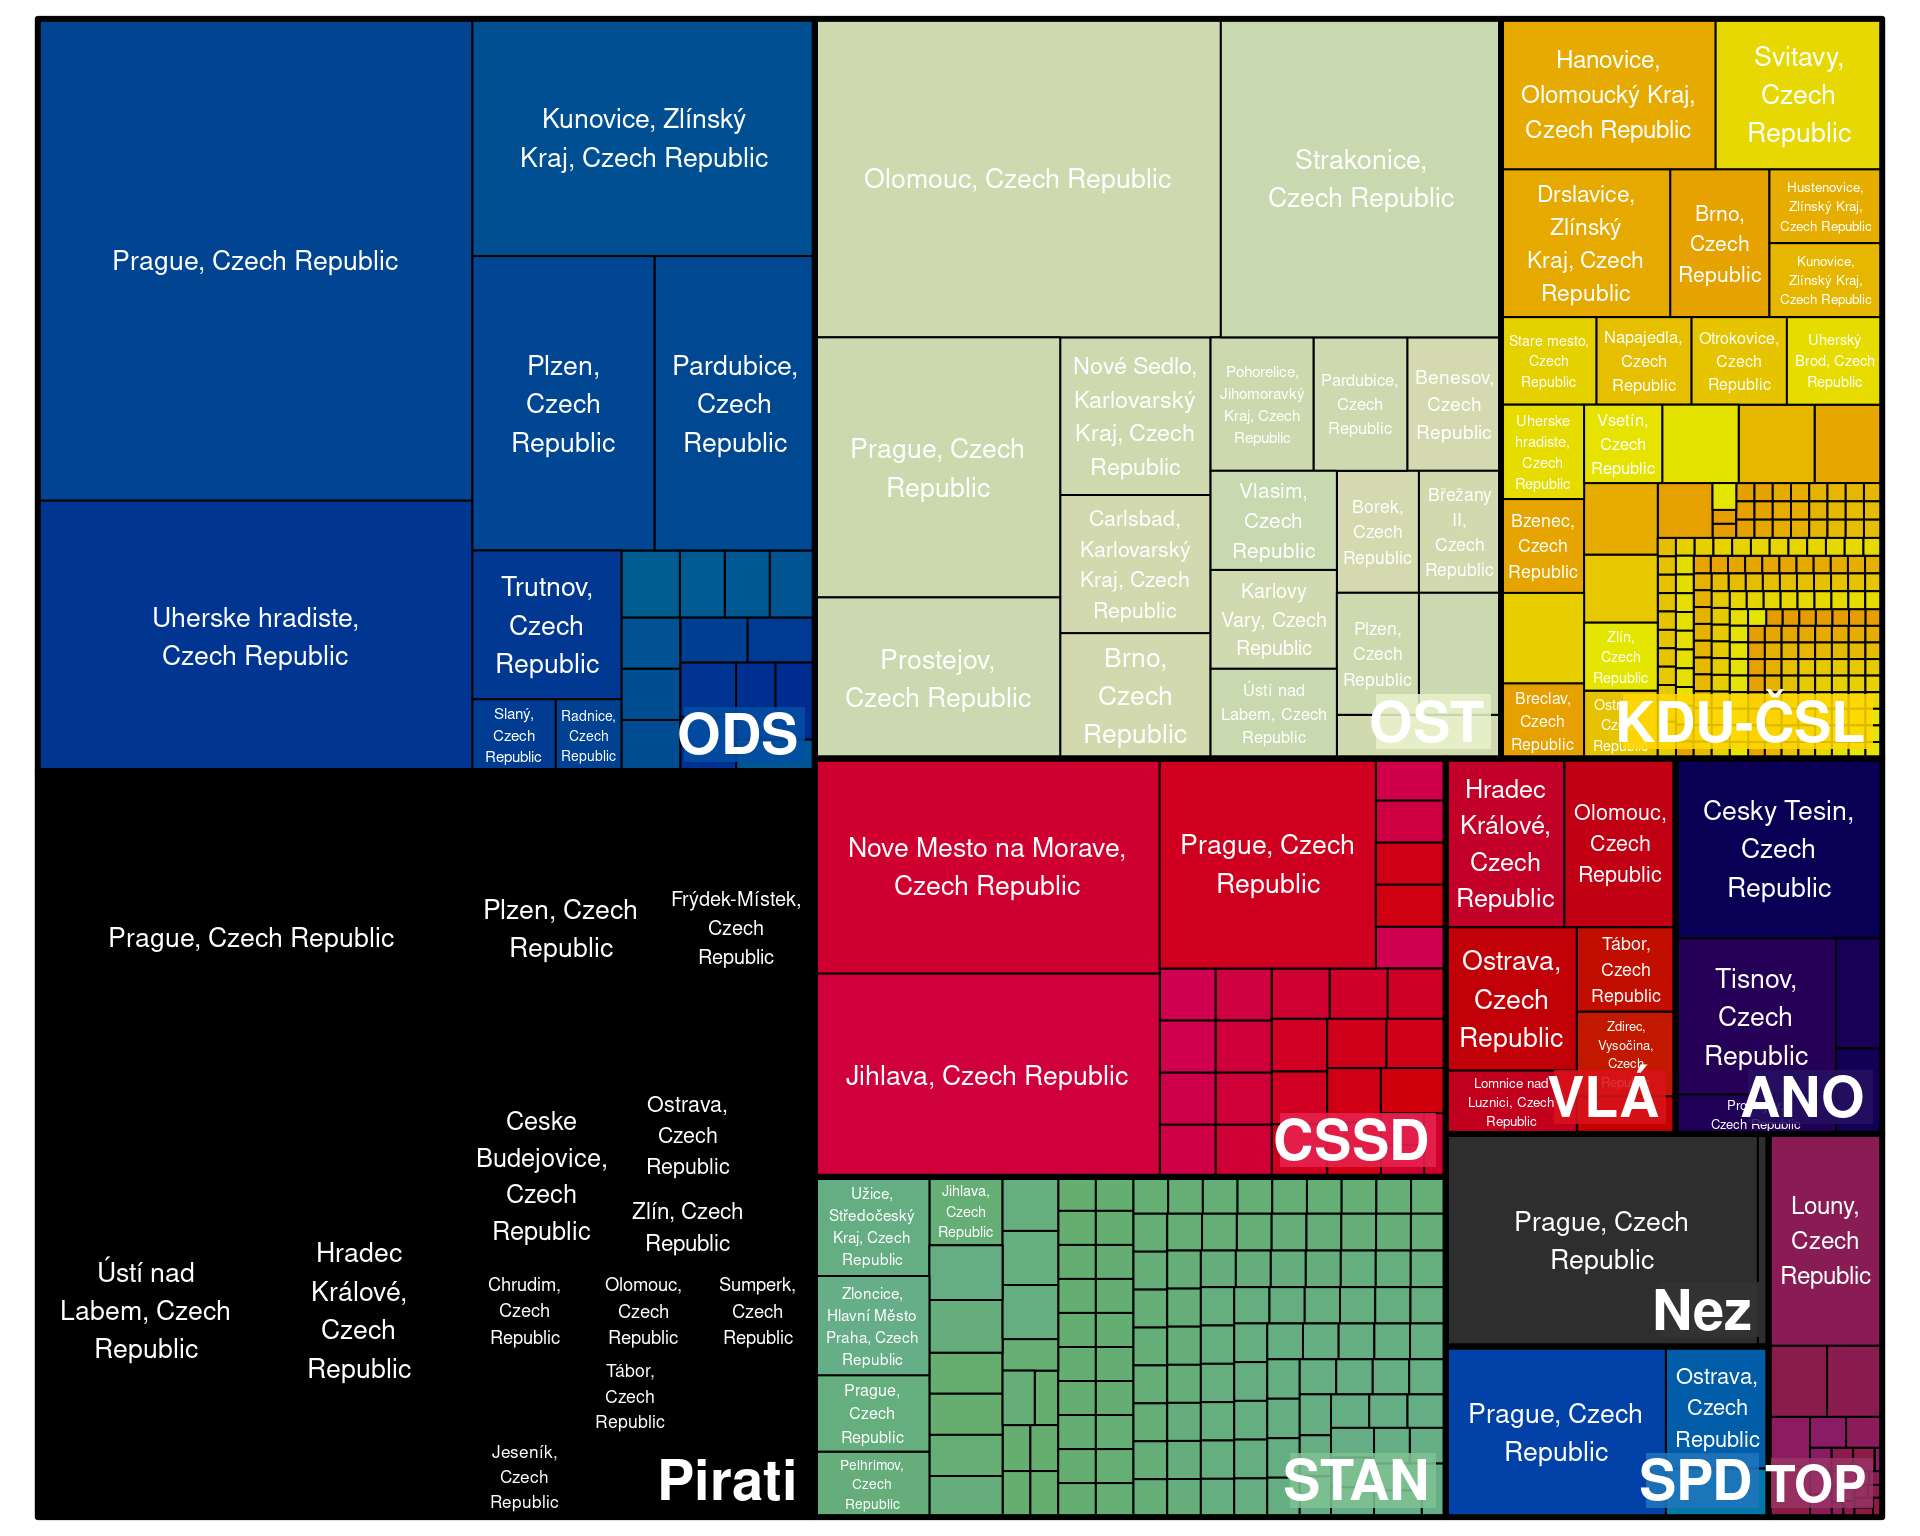 Prague, Czech Republic
Kunovice, Zlínský
Kraj, Czech Republic
Plzen,
Czech
Republic
Pardubice,
Czech
Republic
Uherske hradiste,
Czech Republic
Trutnov,
Czech
Republic
Slaný,
Czech
Republic
Radnice,
Czech
Republic
ODS
Olomouc, Czech Republic
Strakonice,
Czech Republic
Prague, Czech
Republic
Nové Sedlo,
Karlovarský
Kraj, Czech
Republic
Pohorelice,
Jihomoravký
Kraj, Czech
Republic
Pardubice,
Czech
Republic
Benesov,
Czech
Republic
Carlsbad,
Karlovarský
Kraj, Czech
Republic
Vlasim,
Czech
Republic
Borek,
Czech
Republic
Břežany
II,
Czech
Republic
Prostejov,
Czech Republic
Brno,
Czech
Republic
Karlovy
Vary, Czech
Republic
Plzen,
Czech
Republic
Ústí nad
Labem, Czech
Republic
OST
Hanovice,
Olomoucký Kraj,
Czech Republic
Svitavy,
Czech
Republic
Drslavice,
Zlínský
Kraj, Czech
Republic
Brno,
Czech
Republic
Hustenovice,
Zlínský Kraj,
Czech Republic
Kunovice,
Zlínský Kraj,
Czech Republic
Stare mesto,
Czech
Republic
Napajedla,
Czech
Republic
Otrokovice,
Czech
Republic
Uherský
Brod, Czech
Republic
Uherske
hradiste,
Czech
Republic
Vsetín,
Czech
Republic
Bzenec,
Czech
Republic
Zlín,
Czech
Republic
Breclav,
Czech
Republic
KDU-ČSL
Prague, Czech Republic
Plzen, Czech
Republic
Frýdek-Místek,
Czech
Republic
Ústí nad
Labem, Czech
Republic
Hradec
Králové,
Czech
Republic
Ceske
Budejovice,
Czech
Republic
Ostrava,
Czech
Republic
Zlín, Czech
Republic
Chrudim,
Czech
Republic
Olomouc,
Czech
Republic
Sumperk,
Czech
Republic
Tábor,
Czech
Republic
Jeseník,
Czech
Republic
Pirati
Nove Mesto na Morave,
Czech Republic
Prague, Czech
Republic
Jihlava, Czech Republic
CSSD
Užice,
Středočeský
Kraj, Czech
Republic
Jihlava,
Czech
Republic
Zloncice,
Hlavní Město
Praha, Czech
Republic
Prague,
Czech
Republic
Pelhrimov,
Czech
Republic
STAN
Hradec
Králové,
Czech
Republic
Olomouc,
Czech
Republic
Ostrava,
Czech
Republic
Tábor,
Czech
Republic
Zdirec,
Vysočina,
Czech
Republic
Lomnice nad
Luznici, Czech
Republic
VLÁ
Cesky Tesin,
Czech
Republic
Tisnov,
Czech
Republic
Czech Republic
ANO
Prague, Czech
Republic
Nez
Louny,
Czech
Republic
TOP
Prague, Czech
Republic
Ostrava,
Czech
Republic
SPD